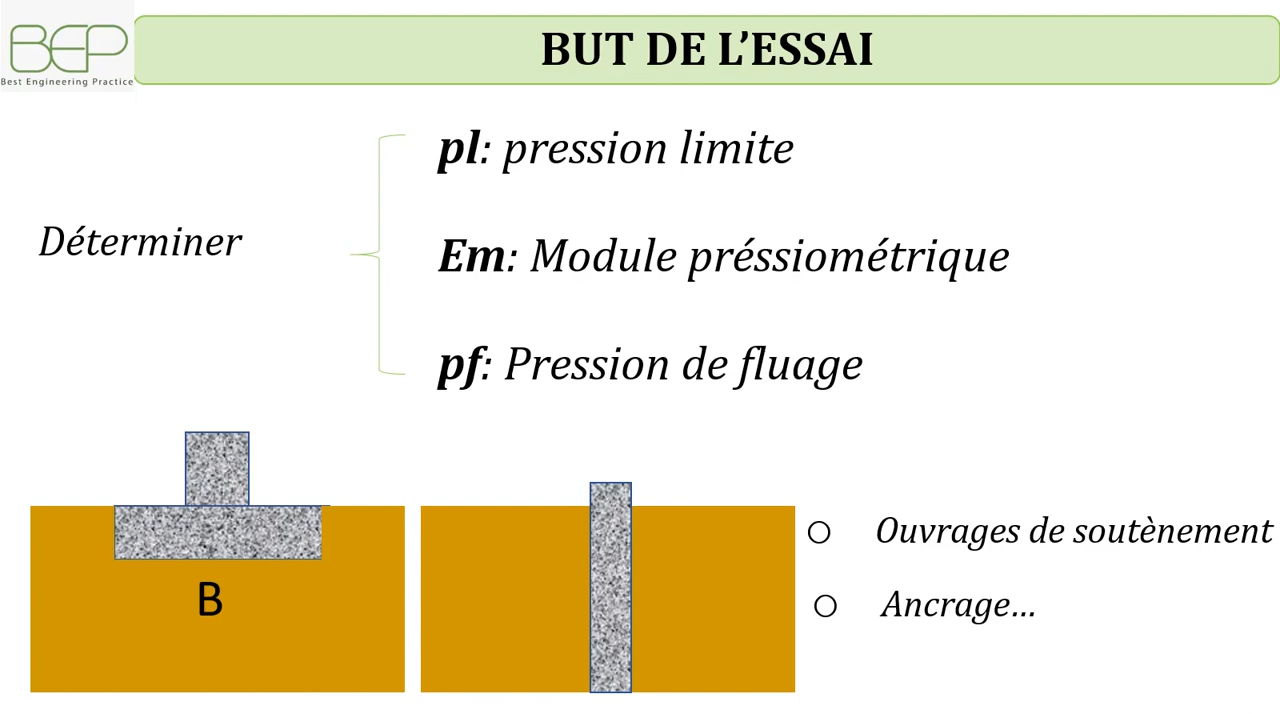 BEP
Best Engineering Practice
BUT DE L’ESSAI
Déterminer
pl: pression limite
Em: Module préssiométrique
pf: Pression de fluage
B
Ouvrages de soutènement
Ancrage…